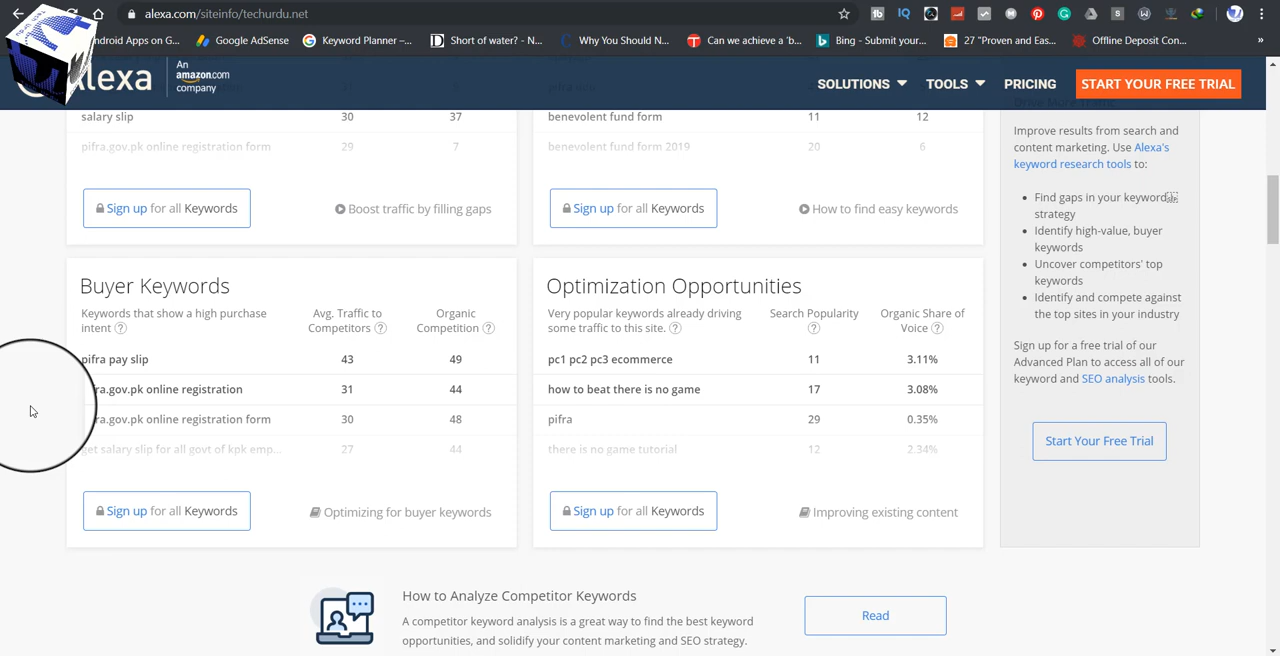 alexa.com/siteinfo/techurdu.net
ndroid Apps on G...
Google AdSense
Keyword Planner –...
Short of water? - N...
Why You Should N...
Can we achieve a 'b...
Bing - Submit your...
27 "Proven and Eas...
Offline Deposit Con...
»
lexa
An
amazon.com
company
SOLUTIONS
TOOLS
PRICING
START YOUR FREE TRIAL
salary slip 30 37
pifra.gov.pk online registration form 29 7
Sign up for all Keywords
Boost traffic by filling gaps
benevolent fund form 11 12
benevolent fund form 2019 20 6
Sign up for all Keywords
How to find easy keywords
Drive More Traffic
Improve results from search and
content marketing. Use Alexa's
keyword research tools to:
Find gaps in your keyword
strategy
Identify high-value, buyer
keywords
Uncover competitors' top
keywords
Identify and compete against
the top sites in your industry
Sign up for a free trial of our
Advanced Plan to access all of our
keyword and SEO analysis tools.
Start Your Free Trial
Buyer Keywords
Keywords that show a high purchase
intent ?
Avg. Traffic to
Competitors ?
Organic
Competition ?
pifra pay slip 43 49
fra.gov.pk online registration 31 44
fra.gov.pk online registration form 30 48
get salary slip for all govt of kpk emp... 27 44
Sign up for all Keywords
Optimizing for buyer keywords
Optimization Opportunities
Very popular keywords already driving
some traffic to this site. ?
Search Popularity
?
Organic Share of
Voice ?
pc1 pc2 pc3 ecommerce 11 3.11%
how to beat there is no game 17 3.08%
pifra 29 0.35%
there is no game tutorial 12 2.34%
Sign up for all Keywords
Improving existing content
How to Analyze Competitor Keywords
A competitor keyword analysis is a great way to find the best keyword
opportunities, and solidify your content marketing and SEO strategy.
Read